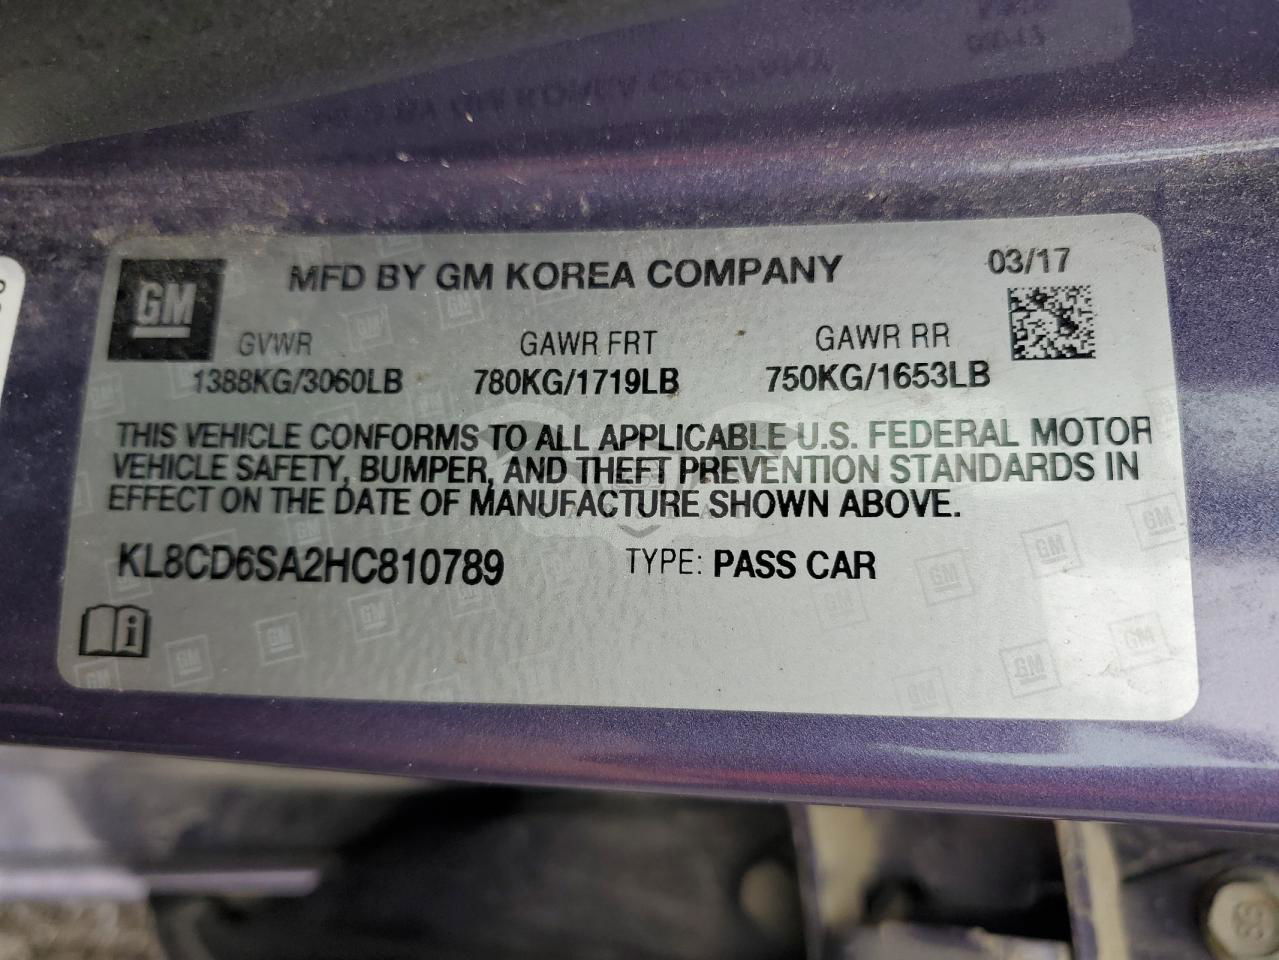 GM
MFD BY GM KOREA COMPANY
03/17
GVWR GAWR FRT GAWR RR
1388KG/3060LB 780KG/1719LB 750KG/1653LB
THIS VEHICLE CONFORMS TO ALL APPLICABLE U.S. FEDERAL MOTOR
VEHICLE SAFETY, BUMPER, AND THEFT PREVENTION STANDARDS IN
EFFECT ON THE DATE OF MANUFACTURE SHOWN ABOVE.
KL8CD6SA2HC810789 TYPE: PASS CAR